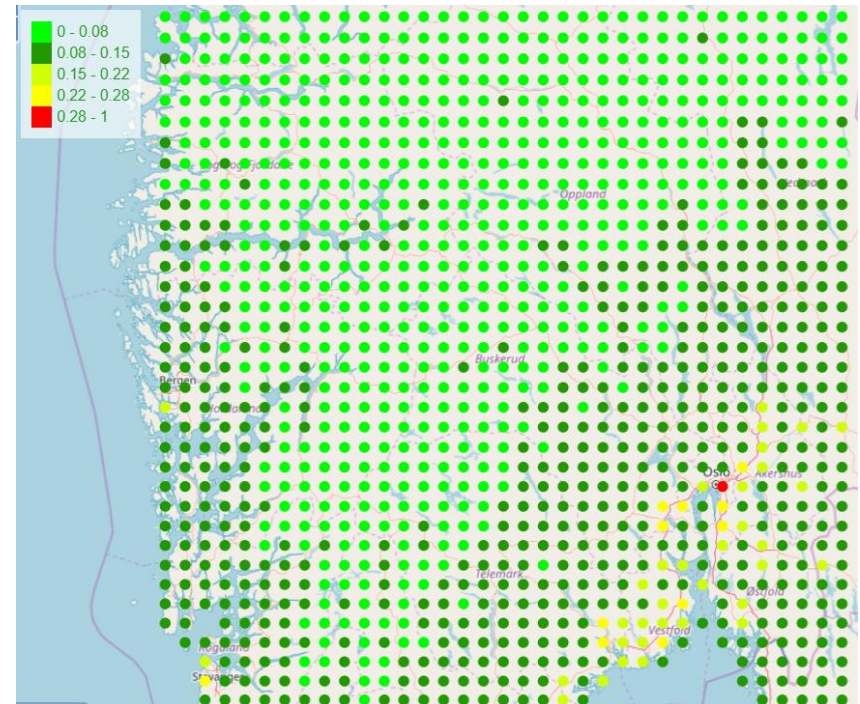 0 - 0.08
0.08 - 0.15
0.15 - 0.22
0.22 - 0.28
0.28 - 1
Oppland
Buskerud
Bergen
Oslo
Akershus
Telemark
Østfold
Vestfold
Rogaland